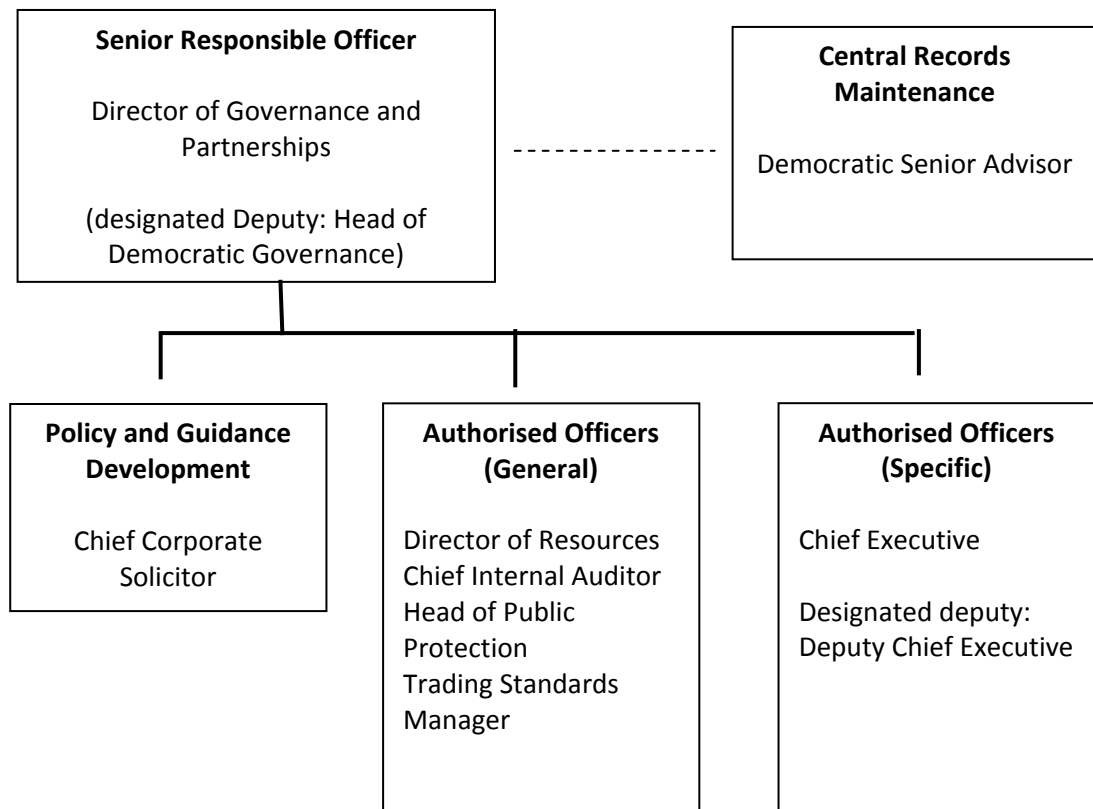 Senior Responsible Officer
Director of Governance and
Partnerships
(designated Deputy: Head of
Democratic Governance)
Central Records
Maintenance
Democratic Senior Advisor
Policy and Guidance
Development
Chief Corporate
Solicitor
Authorised Officers
(General)
Director of Resources
Chief Internal Auditor
Head of Public
Protection
Trading Standards
Manager
Authorised Officers
(Specific)
Chief Executive
Designated deputy:
Deputy Chief Executive